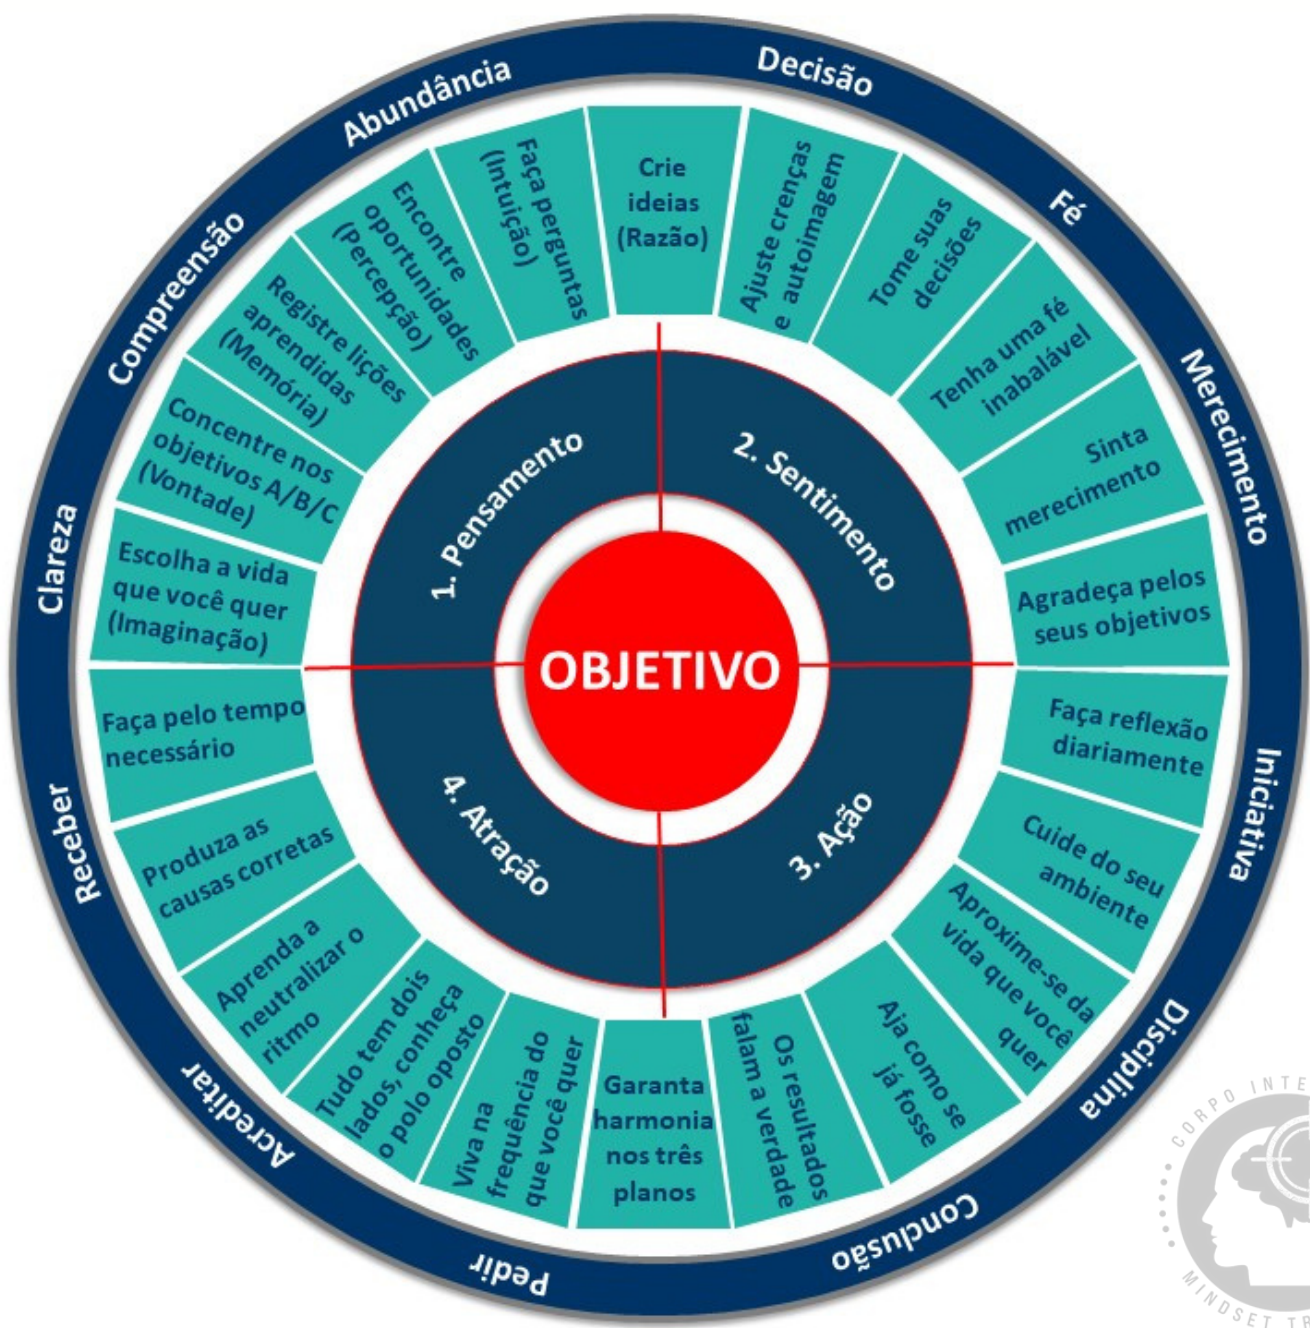 OBJETIVO
1. Pensamento
2. Sentimento
3. Ação
4. Atração
Escolha a vida
que você quer
(Imaginação)
Concentre nos
objetivos A/B/C
(Vontade)
Registre lições
aprendidas
(Memória)
Encontre
oportunidades
(Percepção)
Faça perguntas
(Intuição)
Crie
ideias
(Razão)
Ajuste crenças
e autoimagem
Tome suas
decisões
Tenha uma fé
inabalável
Sinta
merecimento
Agradeça pelos
seus objetivos
Faça reflexão
diariamente
Cuide do seu
ambiente
Aproxime-se da
vida que você
quer
Aja como se
já fosse
Os resultados
falam a verdade
Garanta
harmonia
nos três
planos
Viva na
frequência do
que você quer
Tudo tem dois
lados, conheça
o polo oposto
Aprenda a
neutralizar o
ritmo
Produza as
causas corretas
Faça pelo tempo
necessário
Clareza
Compreensão
Abundância
Decisão
Fé
Merecimento
Iniciativa
Disciplina
Conclusão
Pedir
Acreditar
Receber
CORPO
MINDSET